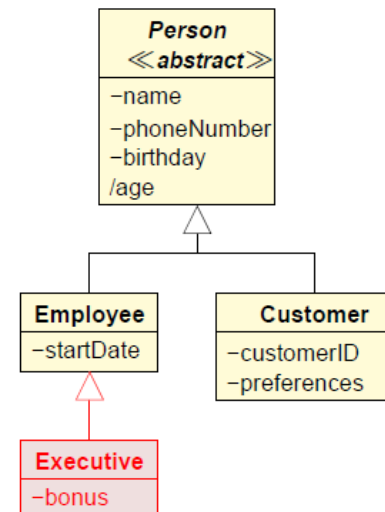 Person
≪abstract≫
−name
−phoneNumber
−birthday
/age
Employee
−startDate
Customer
−customerID
−preferences
Executive
−bonus